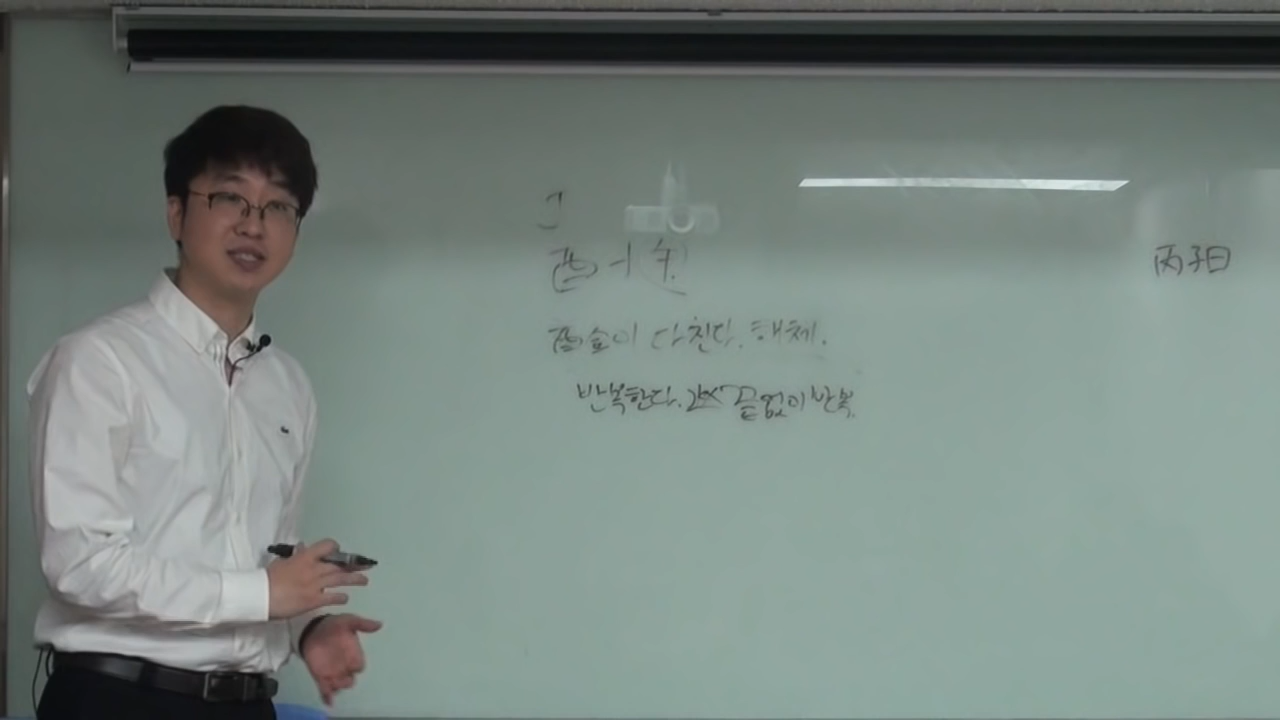 酉
丙子日
酉金이 다친다. 해체.
반복한다. 끝없이 반복.